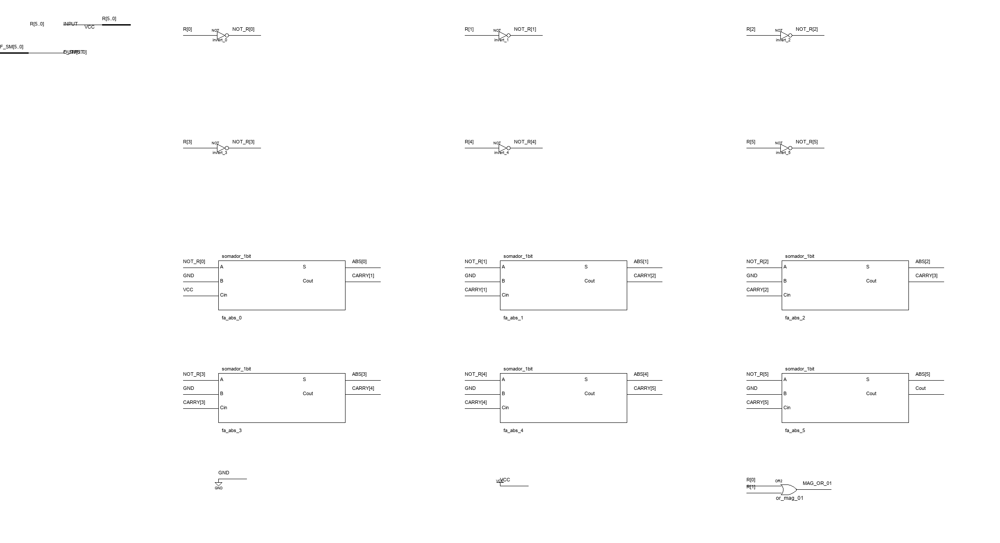 R[5..0]
INPUT
VCC
R[5..0]
F_SM[5..0]
OUTPUT
F_SM[5..0]
R[0]
NOT
NOT_R[0]
invert_0
R[1]
NOT
NOT_R[1]
invert_1
R[2]
NOT
NOT_R[2]
invert_2
R[3]
NOT
NOT_R[3]
invert_3
R[4]
NOT
NOT_R[4]
invert_4
R[5]
NOT
NOT_R[5]
invert_5
somador_1bit
NOT_R[0]
A
S
ABS[0]
GND
B
Cout
CARRY[1]
VCC
Cin
fa_abs_0
somador_1bit
NOT_R[1]
A
S
ABS[1]
GND
B
Cout
CARRY[2]
CARRY[1]
Cin
fa_abs_1
somador_1bit
NOT_R[2]
A
S
ABS[2]
GND
B
Cout
CARRY[3]
CARRY[2]
Cin
fa_abs_2
somador_1bit
NOT_R[3]
A
S
ABS[3]
GND
B
Cout
CARRY[4]
CARRY[3]
Cin
fa_abs_3
somador_1bit
NOT_R[4]
A
S
ABS[4]
GND
B
Cout
CARRY[5]
CARRY[4]
Cin
fa_abs_4
somador_1bit
NOT_R[5]
A
S
ABS[5]
GND
B
Cout
Cout
CARRY[5]
Cin
fa_abs_5
GND
GND
VCC
VCC
R[0]
R[1]
OR2
MAG_OR_01
or_mag_01